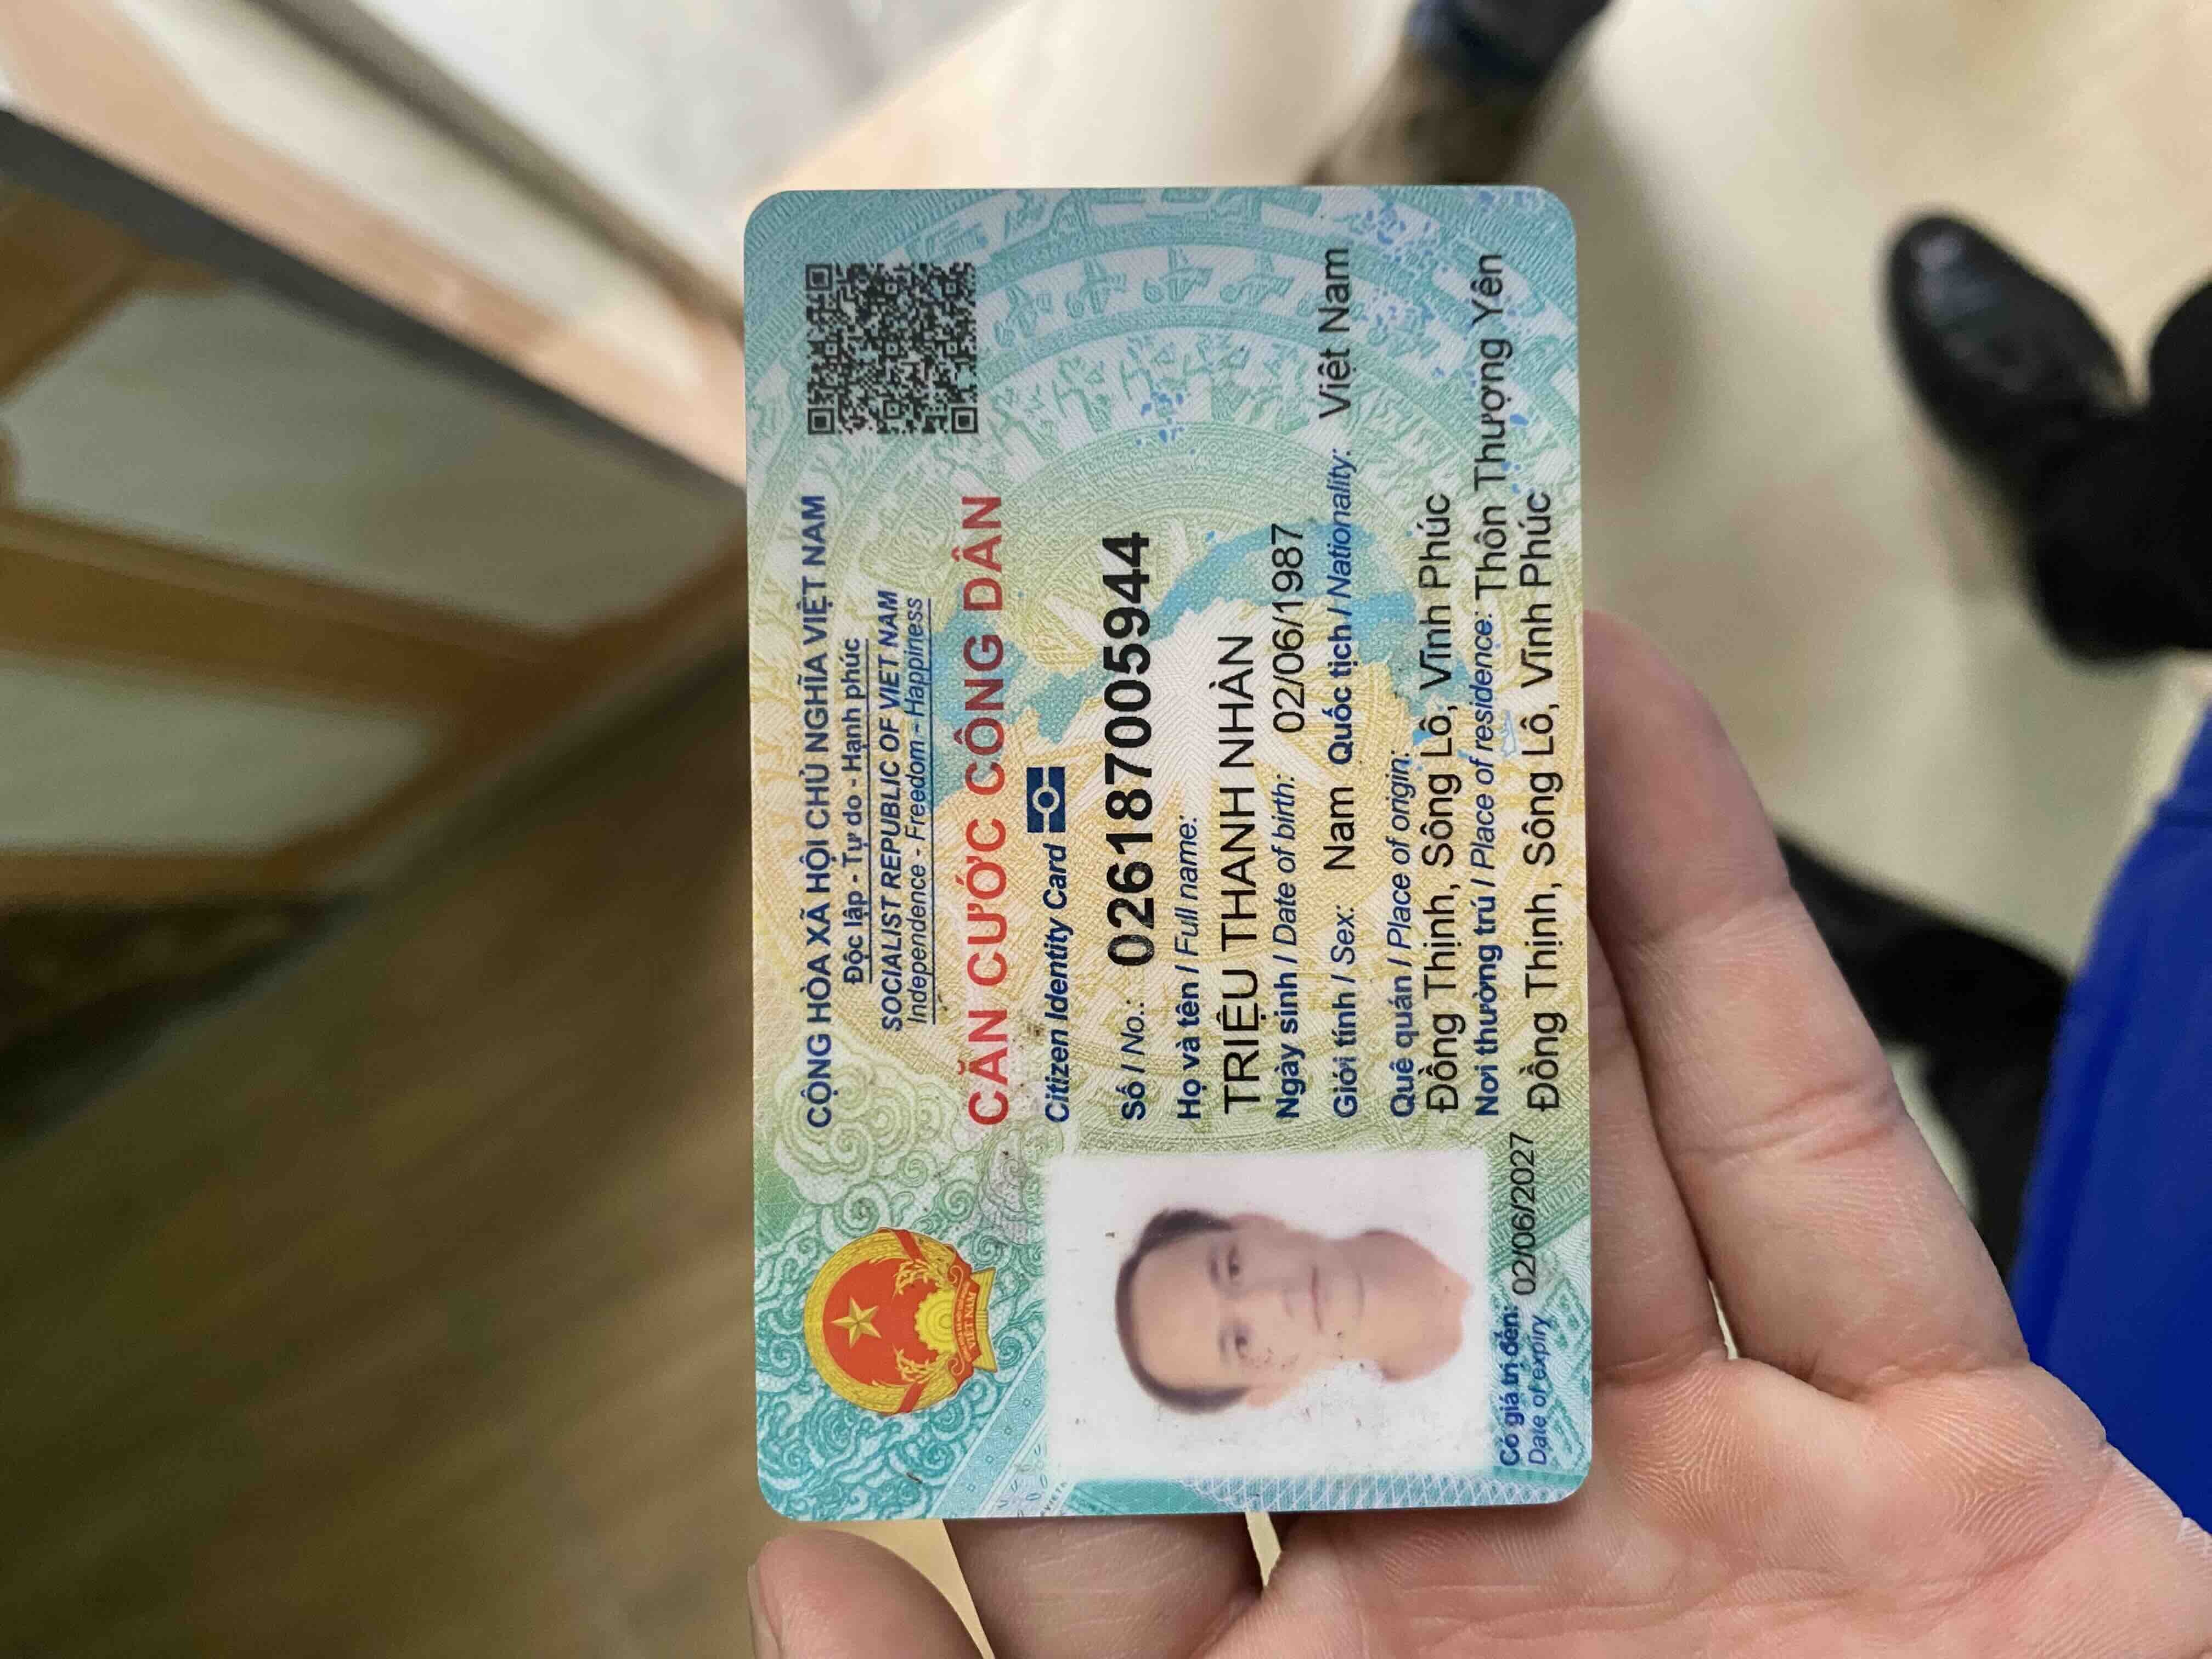 CỘNG HÒA XÃ HỘI CHỦ NGHĨA VIỆT NAM
Độc lập - Tự do - Hạnh phúc
SOCIALIST REPUBLIC OF VIET NAM
Independence - Freedom - Happiness
CĂN CƯỚC CÔNG DÂN
Citizen Identity Card
Số / No.: 026187005944
Họ và tên / Full name:
TRIỆU THANH NHÀN
Ngày sinh / Date of birth: 02/06/1987
Giới tính / Sex: Nam Quốc tịch / Nationality: Việt Nam
Quê quán / Place of origin:
Đồng Thịnh, Sông Lô, Vĩnh Phúc
Nơi thường trú / Place of residence: Thôn Thượng Yên
Đồng Thịnh, Sông Lô, Vĩnh Phúc
Có giá trị đến: 02/06/2027
Date of expiry
VIỆT NAM